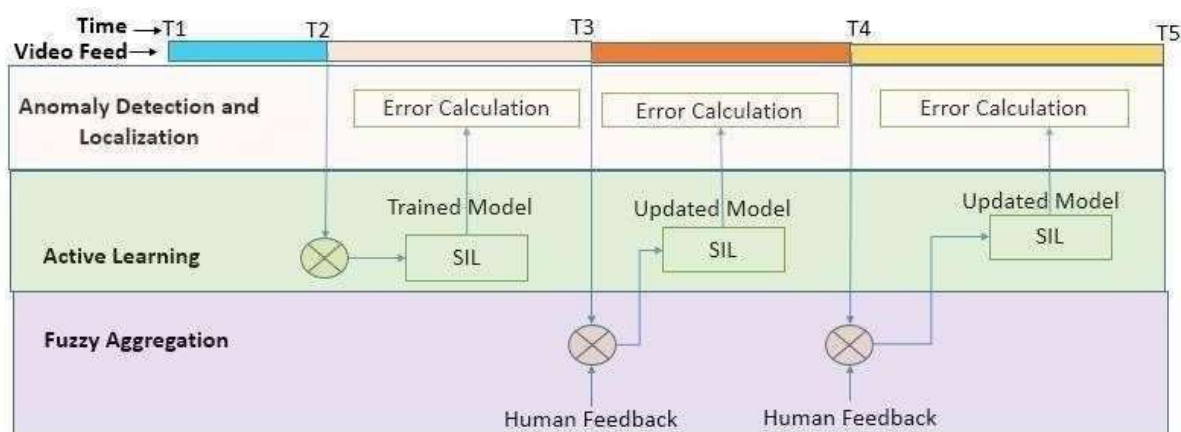 Time T1 T2 T3 T4 T5
Video Feed
Anomaly Detection and
Localization
Error Calculation Error Calculation Error Calculation
Trained Model Updated Model Updated Model
Active Learning SIL SIL SIL
Fuzzy Aggregation
Human Feedback Human Feedback